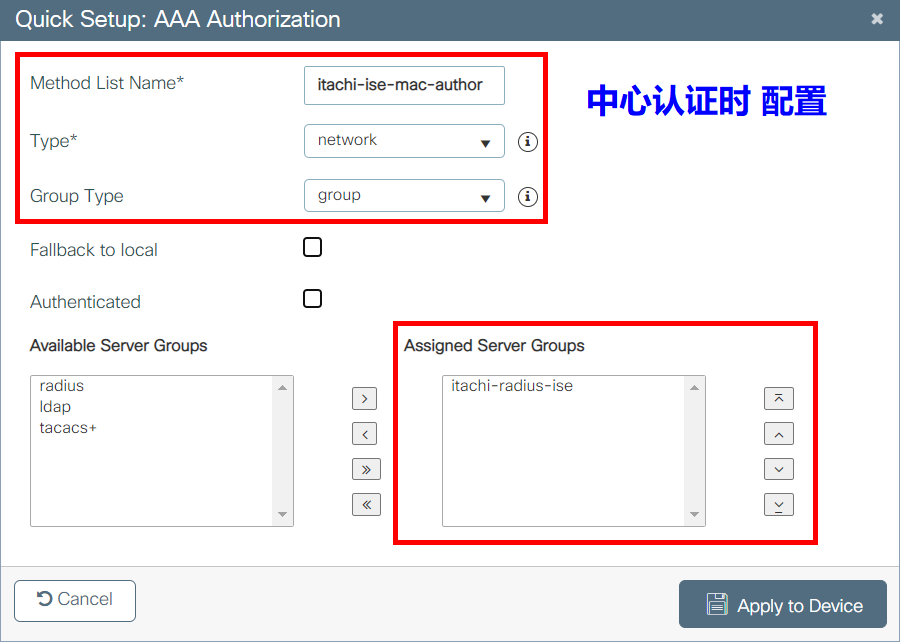 Quick Setup: AAA Authorization
Method List Name*
itachi-ise-mac-author
中心认证时 配置
Type*
network
Group Type
group
Fallback to local
Authenticated
Available Server Groups
Assigned Server Groups
radius
ldap
tacacs+
itachi-radius-ise
Cancel
Apply to Device